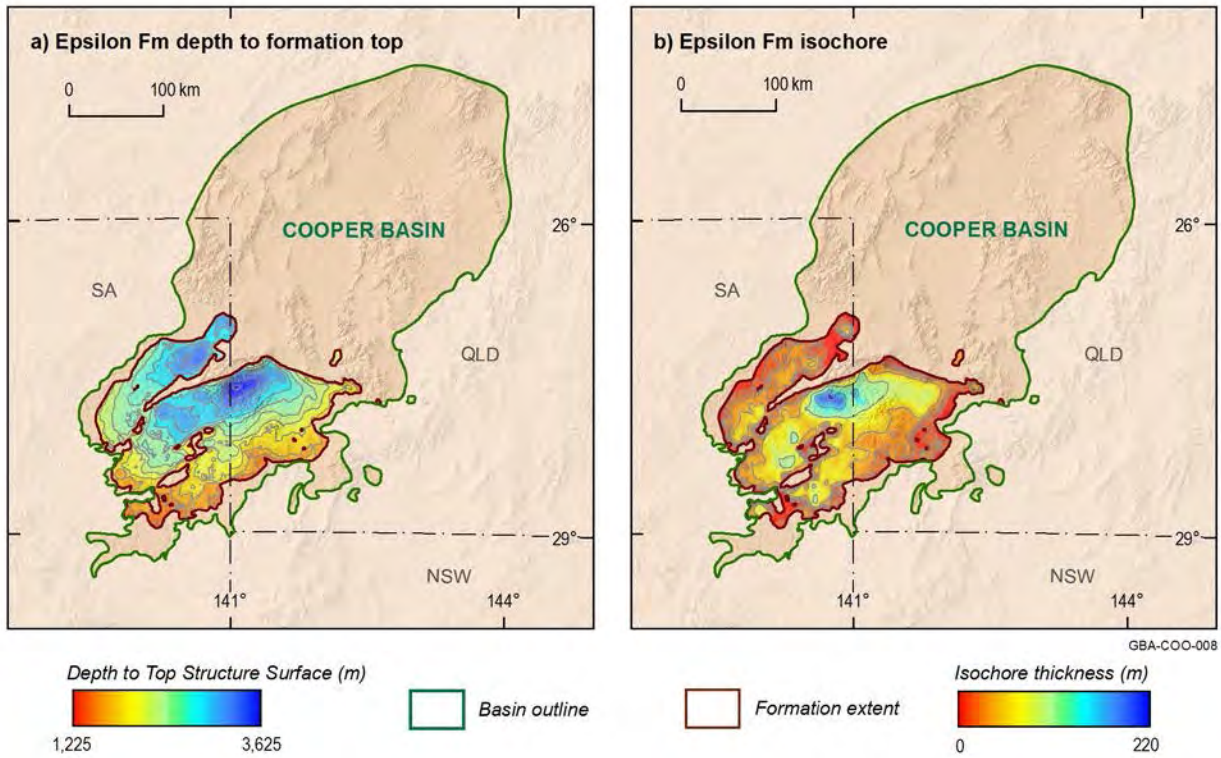 a) Epsilon Fm depth to formation top
0 100 km
COOPER BASIN
26°
SA
QLD
29°
NSW
141° 144°
b) Epsilon Fm isochore
0 100 km
COOPER BASIN
26°
SA
QLD
29°
NSW
141° 144°
GBA-COO-008
Depth to Top Structure Surface (m)
1,225 3,625
Basin outline
Formation extent
Isochore thickness (m)
0 220